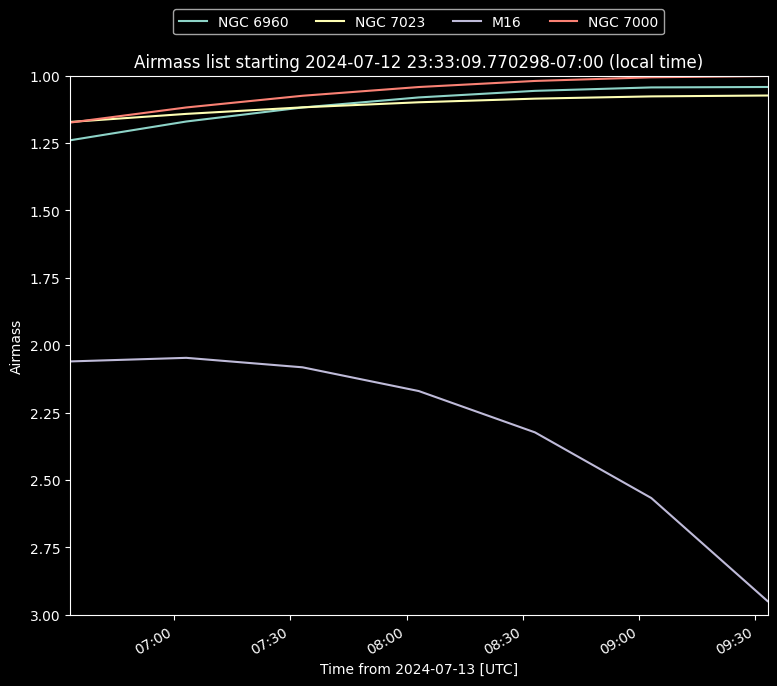 NGC 6960 NGC 7023 M16 NGC 7000
Airmass list starting 2024-07-12 23:33:09.770298-07:00 (local time)
1.00
1.25
1.50
1.75
2.00
2.25
2.50
2.75
3.00
Airmass
07:00 07:30 08:00 08:30 09:00 09:30
Time from 2024-07-13 [UTC]